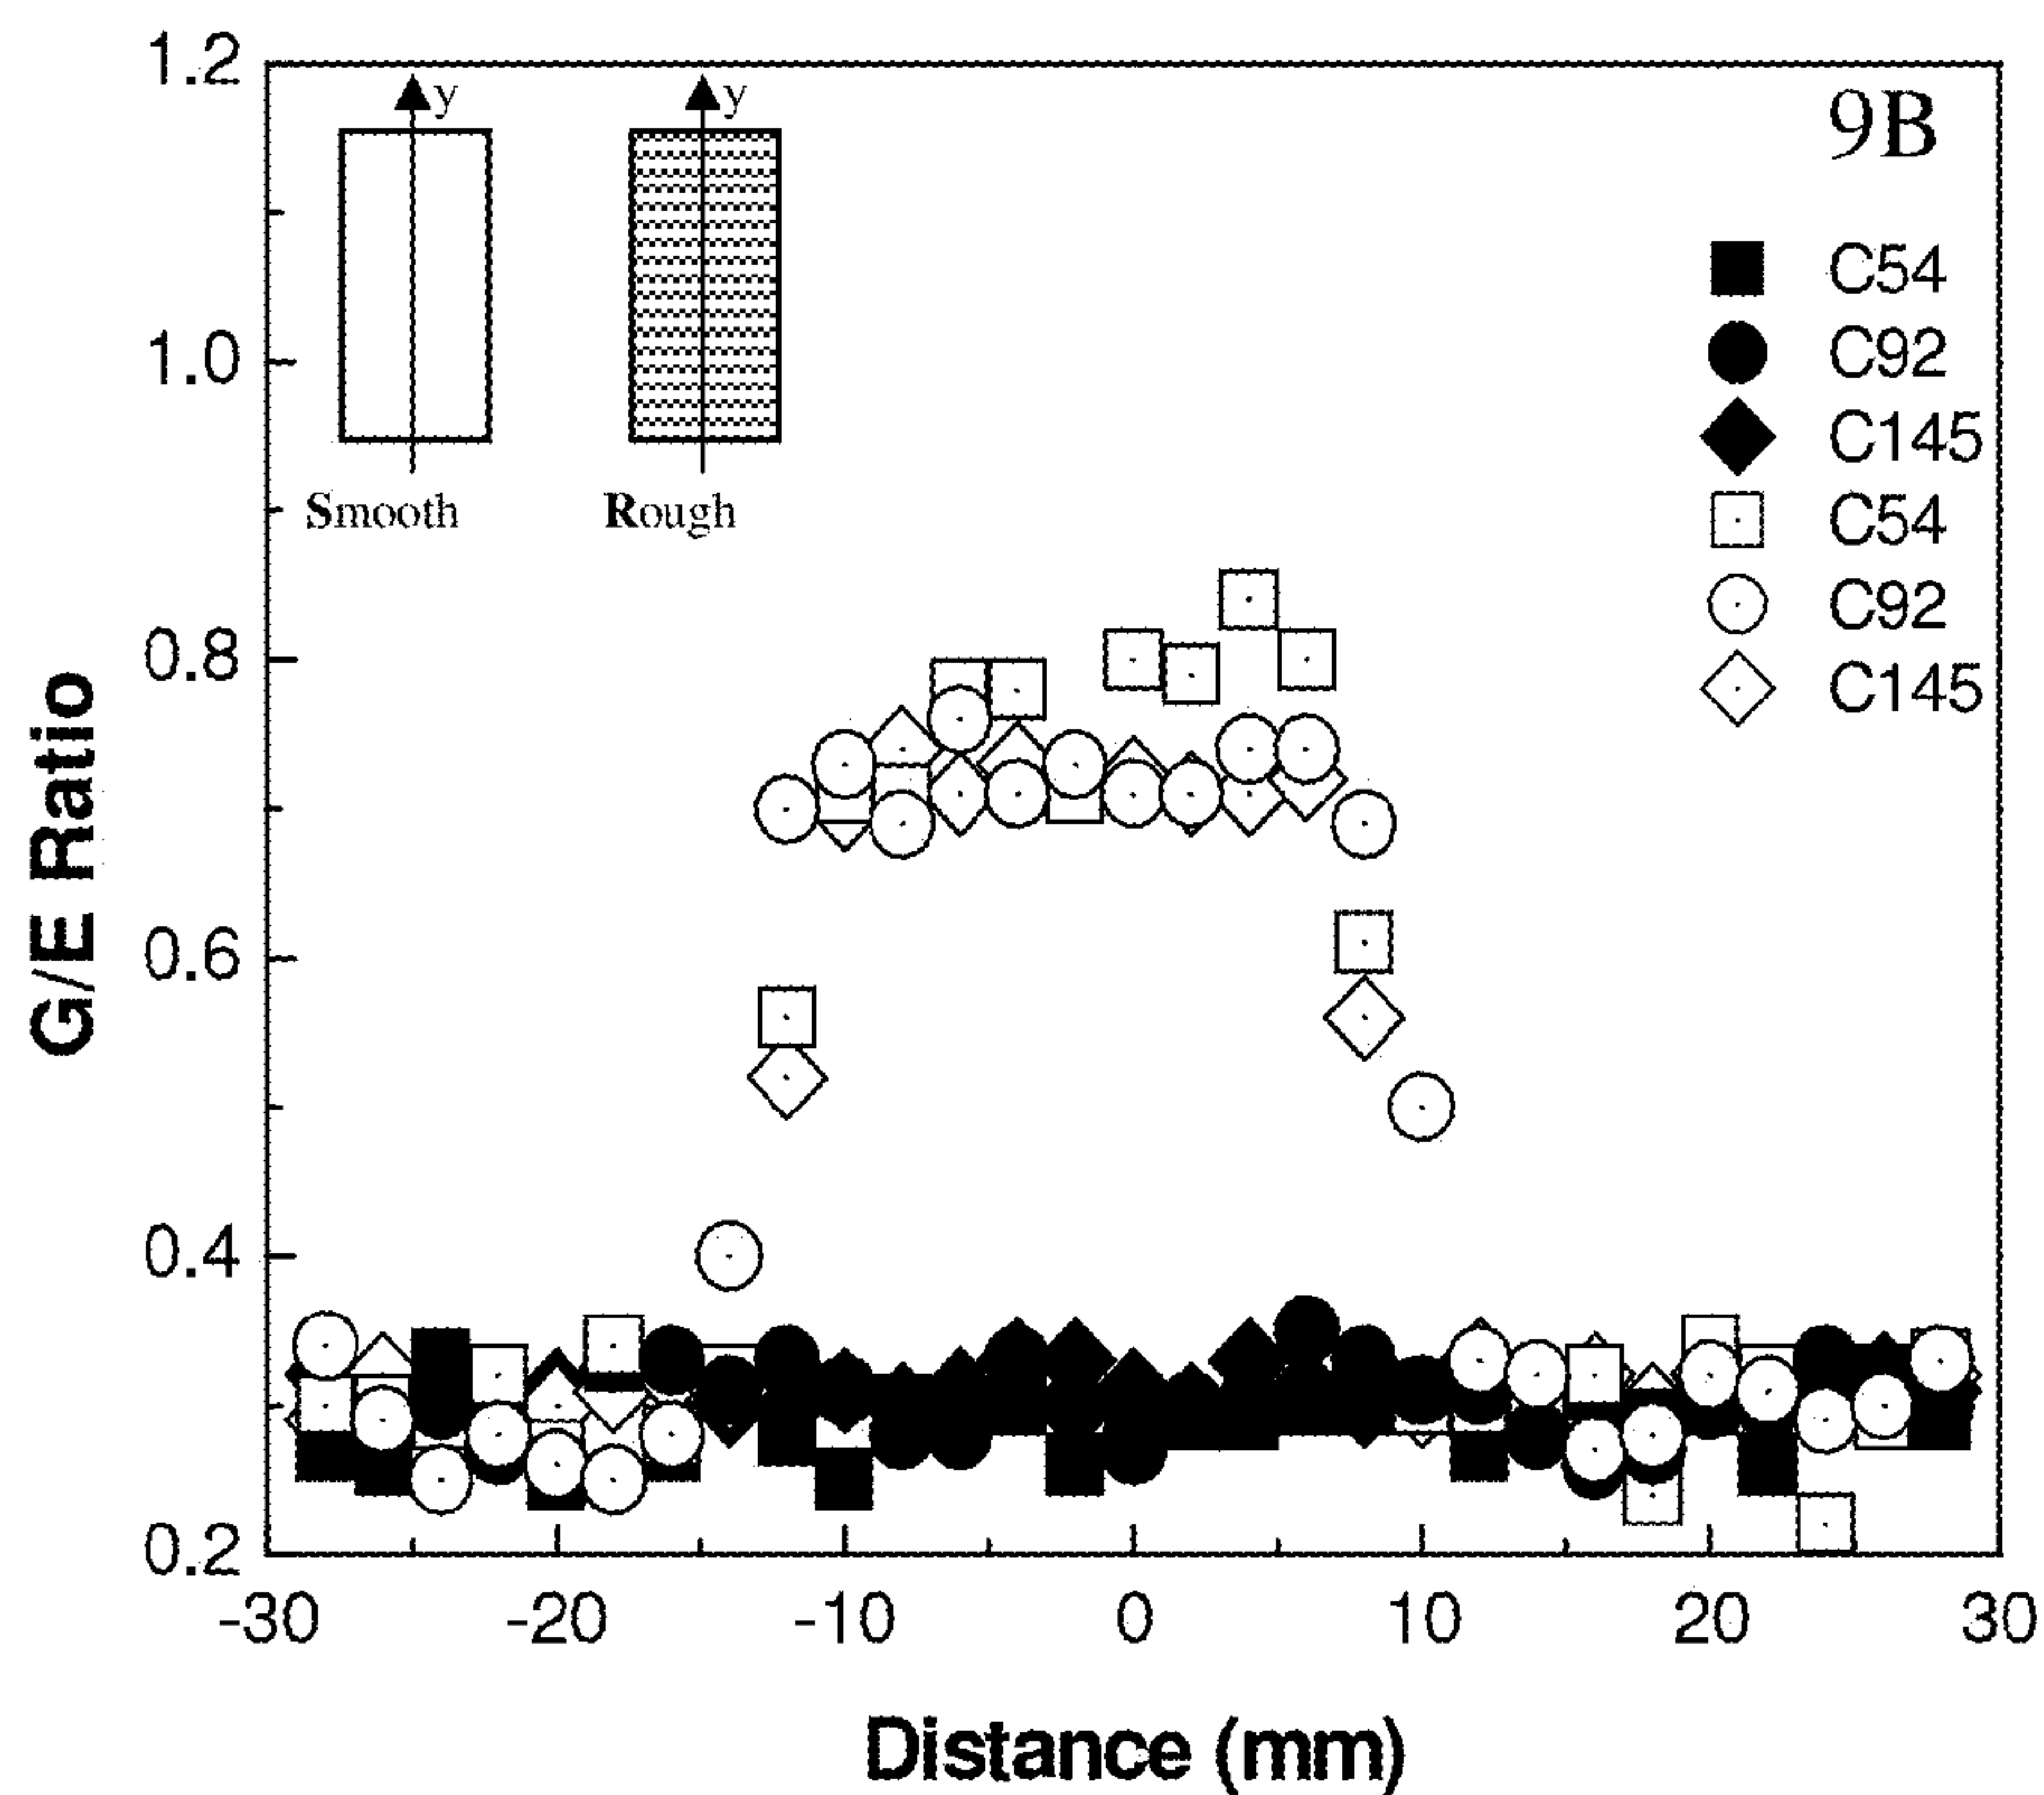 1.2
1.0
0.8
0.6
0.4
0.2
G/E Ratio
y
y
Smooth
Rough
9B
C54
C92
C145
C54
C92
C145
-30 -20 -10 0 10 20 30
Distance (mm)